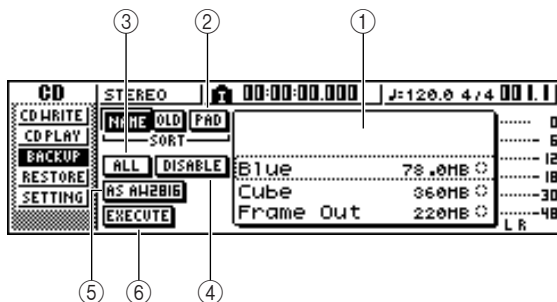 ③ ② ①
CD STEREO 00:00:00.000 ♩=120.0 4/4 001.1
CD WRITE NAME OLD PAD 0
CD PLAY SORT 6
BACKUP ALL DISABLE Blue 78.0MB 12
RESTORE AS AW2816 Cube 360MB 18
SETTING EXECUTE Frame Out 220MB 30
48
L R
⑤ ⑥ ④